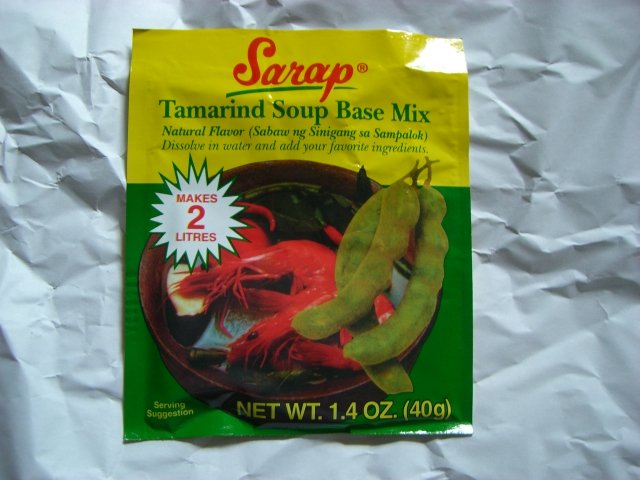 Sarap®
Tamarind Soup Base Mix
Natural Flavor (Sabaw ng Sinigang sa Sampalok)
Dissolve in water and add your favorite ingredients.
MAKES
2
LITRES
Serving
Suggestion
NET WT. 1.4 OZ. (40g)